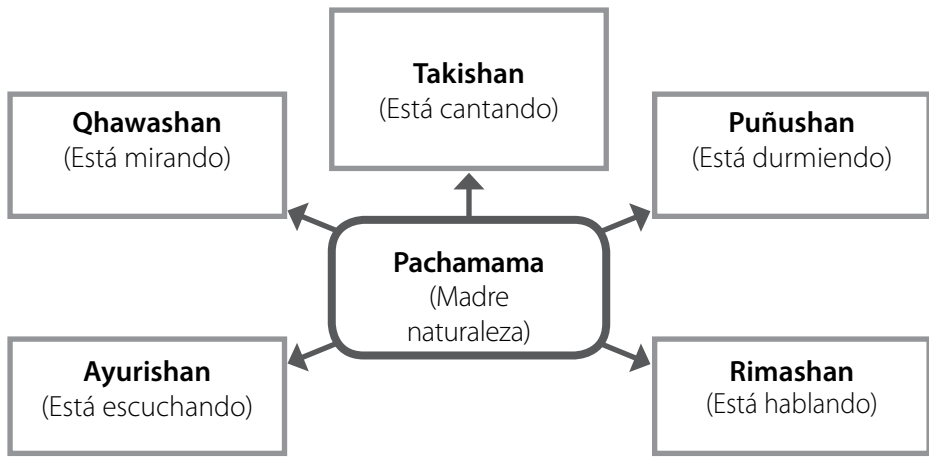 Takishan
(Está cantando)
Qhawashan
(Está mirando)
Puñushan
(Está durmiendo)
Pachamama
(Madre
naturaleza)
Ayurishan
(Está escuchando)
Rimashan
(Está hablando)